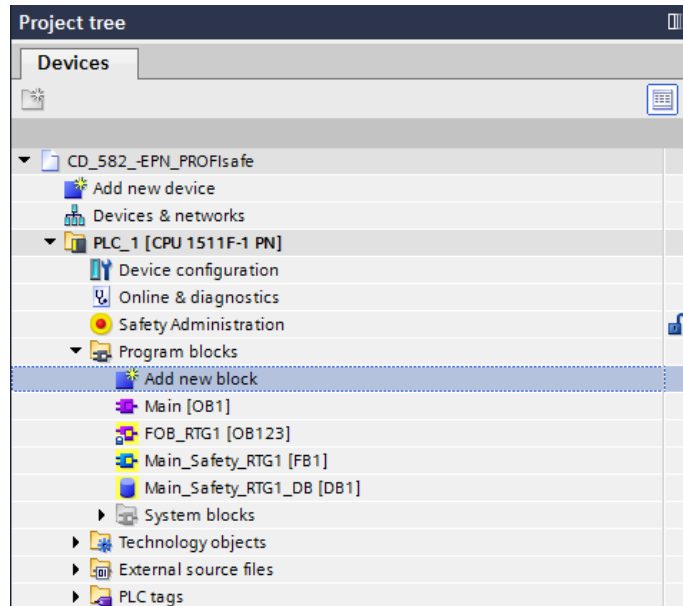 Project tree
Devices
CD_582_-EPN_PROFIsafe
Add new device
Devices & networks
PLC_1 [CPU 1511F-1 PN]
Device configuration
Online & diagnostics
Safety Administration
Program blocks
Add new block
Main [OB1]
FOB_RTG1 [OB123]
Main_Safety_RTG1 [FB1]
Main_Safety_RTG1_DB [DB1]
System blocks
Technology objects
External source files
PLC tags